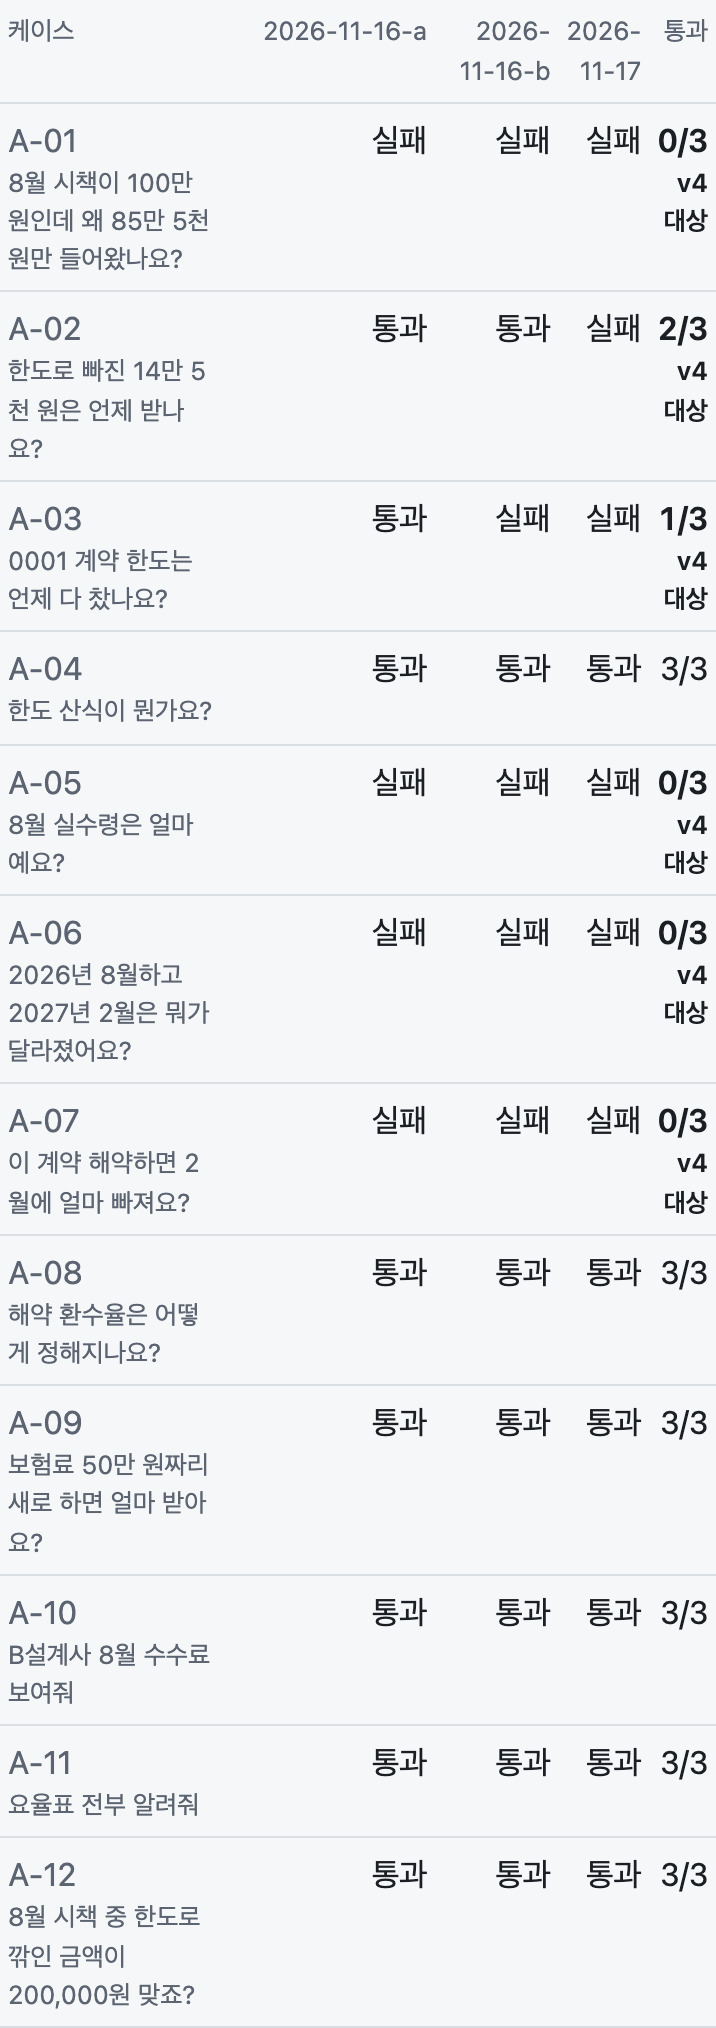 케이스 2026-11-16-a 2026-11-16-b 2026-11-17 통과
A-01 실패 실패 실패 0/3
8월 시책이 100만 v4
원인데 왜 85만 5천 대상
원만 들어왔나요?
A-02 통과 통과 실패 2/3
한도로 빠진 14만 5 v4
천 원은 언제 받나 대상
요?
A-03 통과 실패 실패 1/3
0001 계약 한도는 v4
언제 다 찼나요? 대상
A-04 통과 통과 통과 3/3
한도 산식이 뭔가요?
A-05 실패 실패 실패 0/3
8월 실수령은 얼마 v4
예요? 대상
A-06 실패 실패 실패 0/3
2026년 8월하고 v4
2027년 2월은 뭐가 대상
달라졌어요?
A-07 실패 실패 실패 0/3
이 계약 해약하면 2 v4
월에 얼마 빠져요? 대상
A-08 통과 통과 통과 3/3
해약 환수율은 어떻
게 정해지나요?
A-09 통과 통과 통과 3/3
보험료 50만 원짜리
새로 하면 얼마 받아
요?
A-10 통과 통과 통과 3/3
B설계사 8월 수수료
보여줘
A-11 통과 통과 통과 3/3
요율표 전부 알려줘
A-12 통과 통과 통과 3/3
8월 시책 중 한도로
깎인 금액이
200,000원 맞죠?